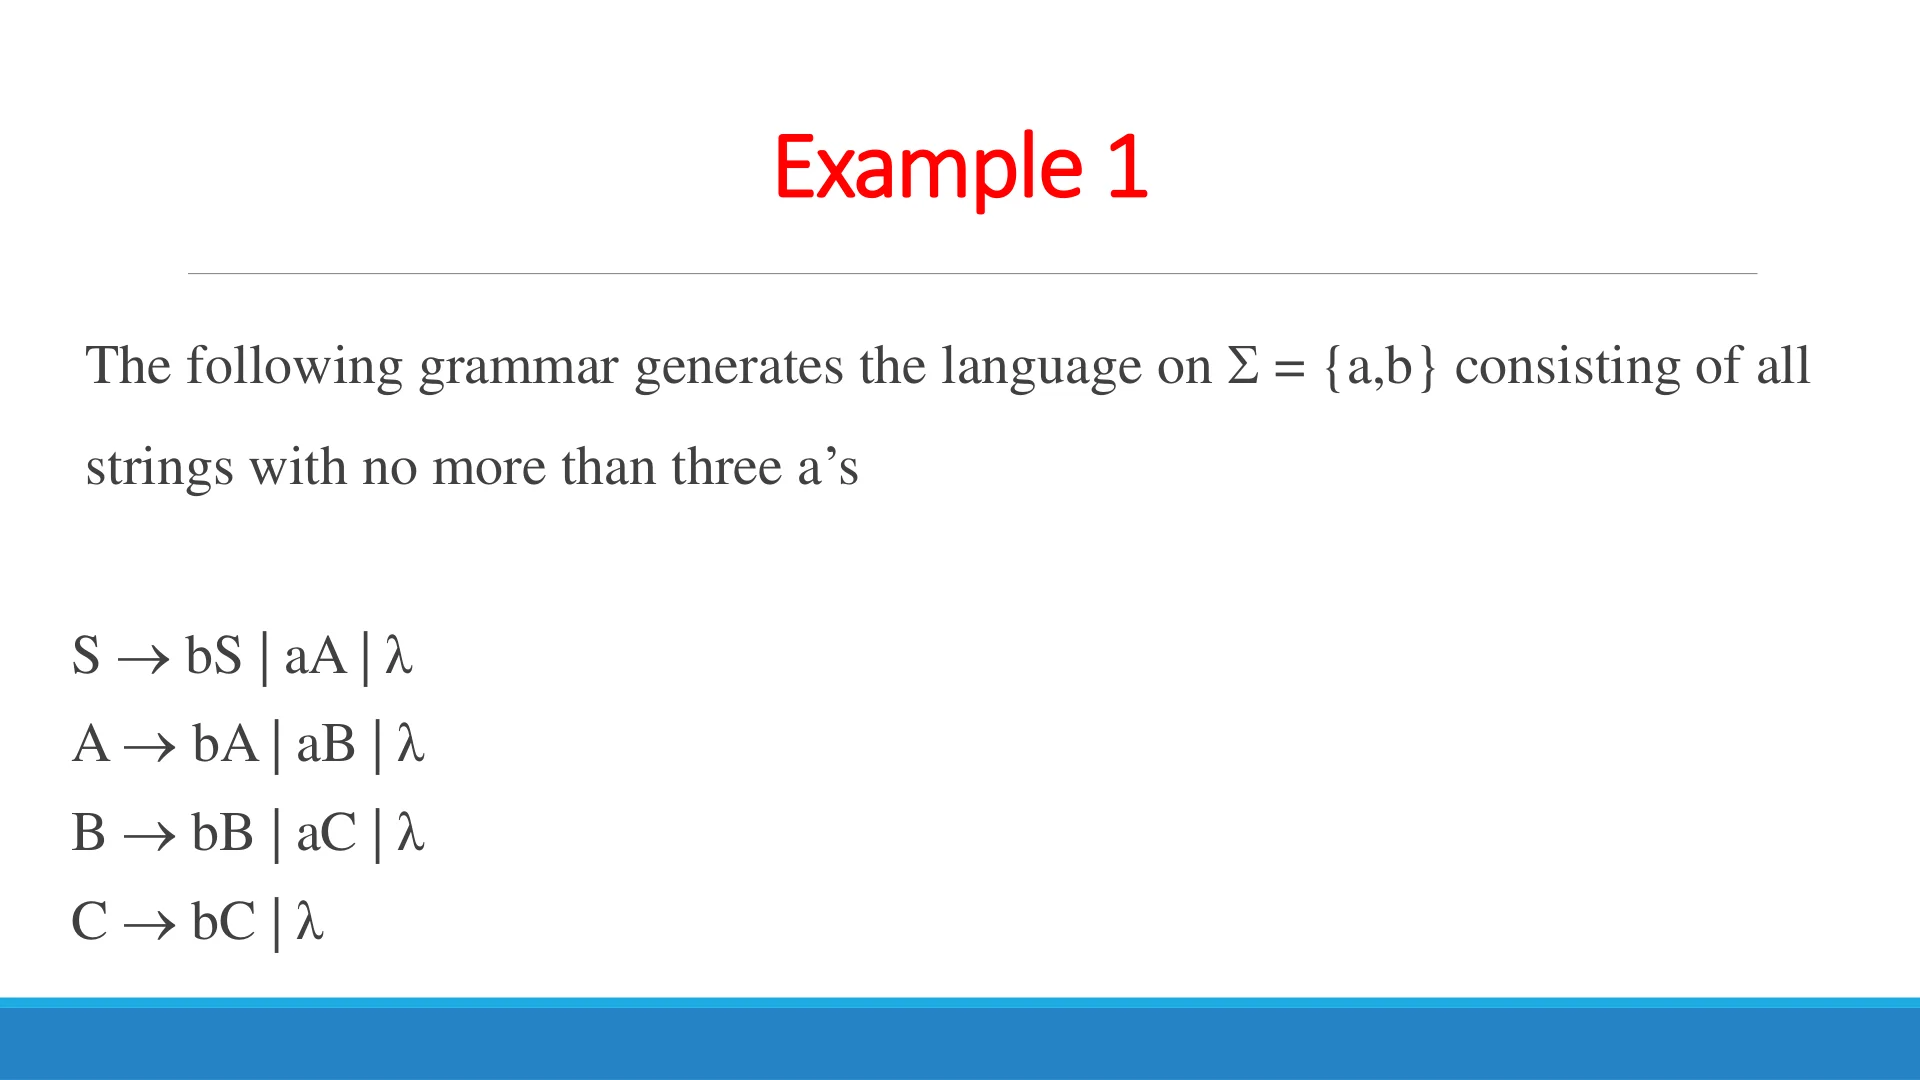 Example 1
The following grammar generates the language on Σ = {a,b} consisting of all
strings with no more than three a’s
S → bS | aA | λ
A → bA | aB | λ
B → bB | aC | λ
C → bC | λ